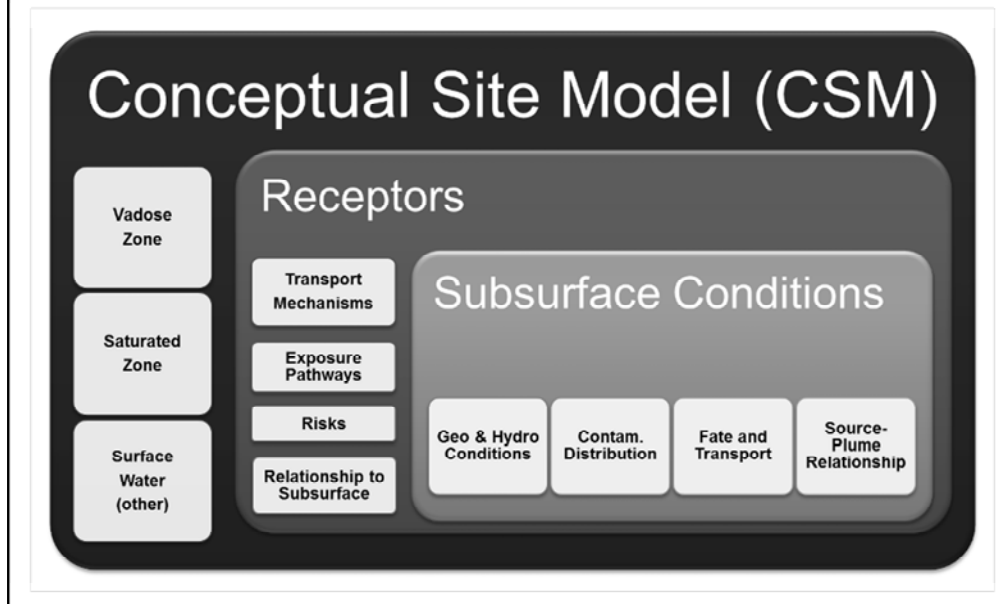 Conceptual Site Model (CSM)
Vadose
Zone
Saturated
Zone
Surface
Water
(other)
Receptors
Transport
Mechanisms
Exposure
Pathways
Risks
Relationship to
Subsurface
Subsurface Conditions
Geo & Hydro
Conditions
Contam.
Distribution
Fate and
Transport
Source-
Plume
Relationship